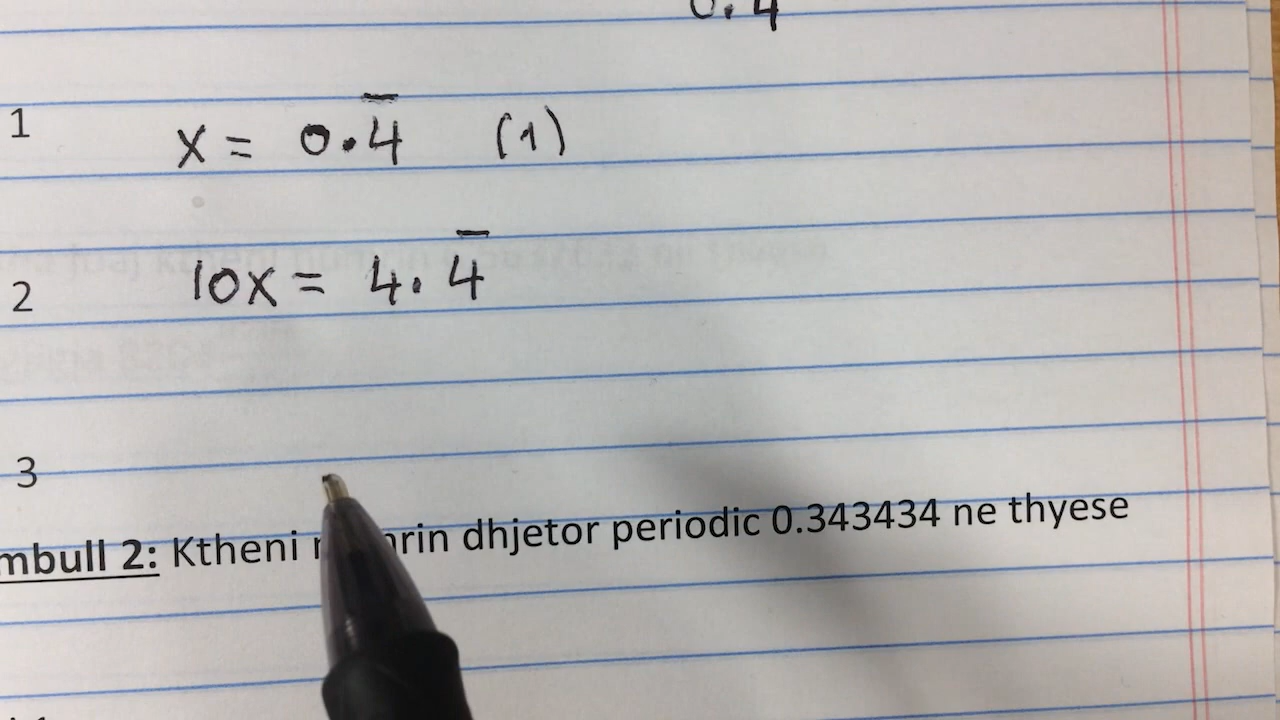 0.4
1 x = 0.4̅ (1)
2 10x = 4.4̅
3
mbull 2: Ktheni dhjetor periodic 0.343434 ne thyese